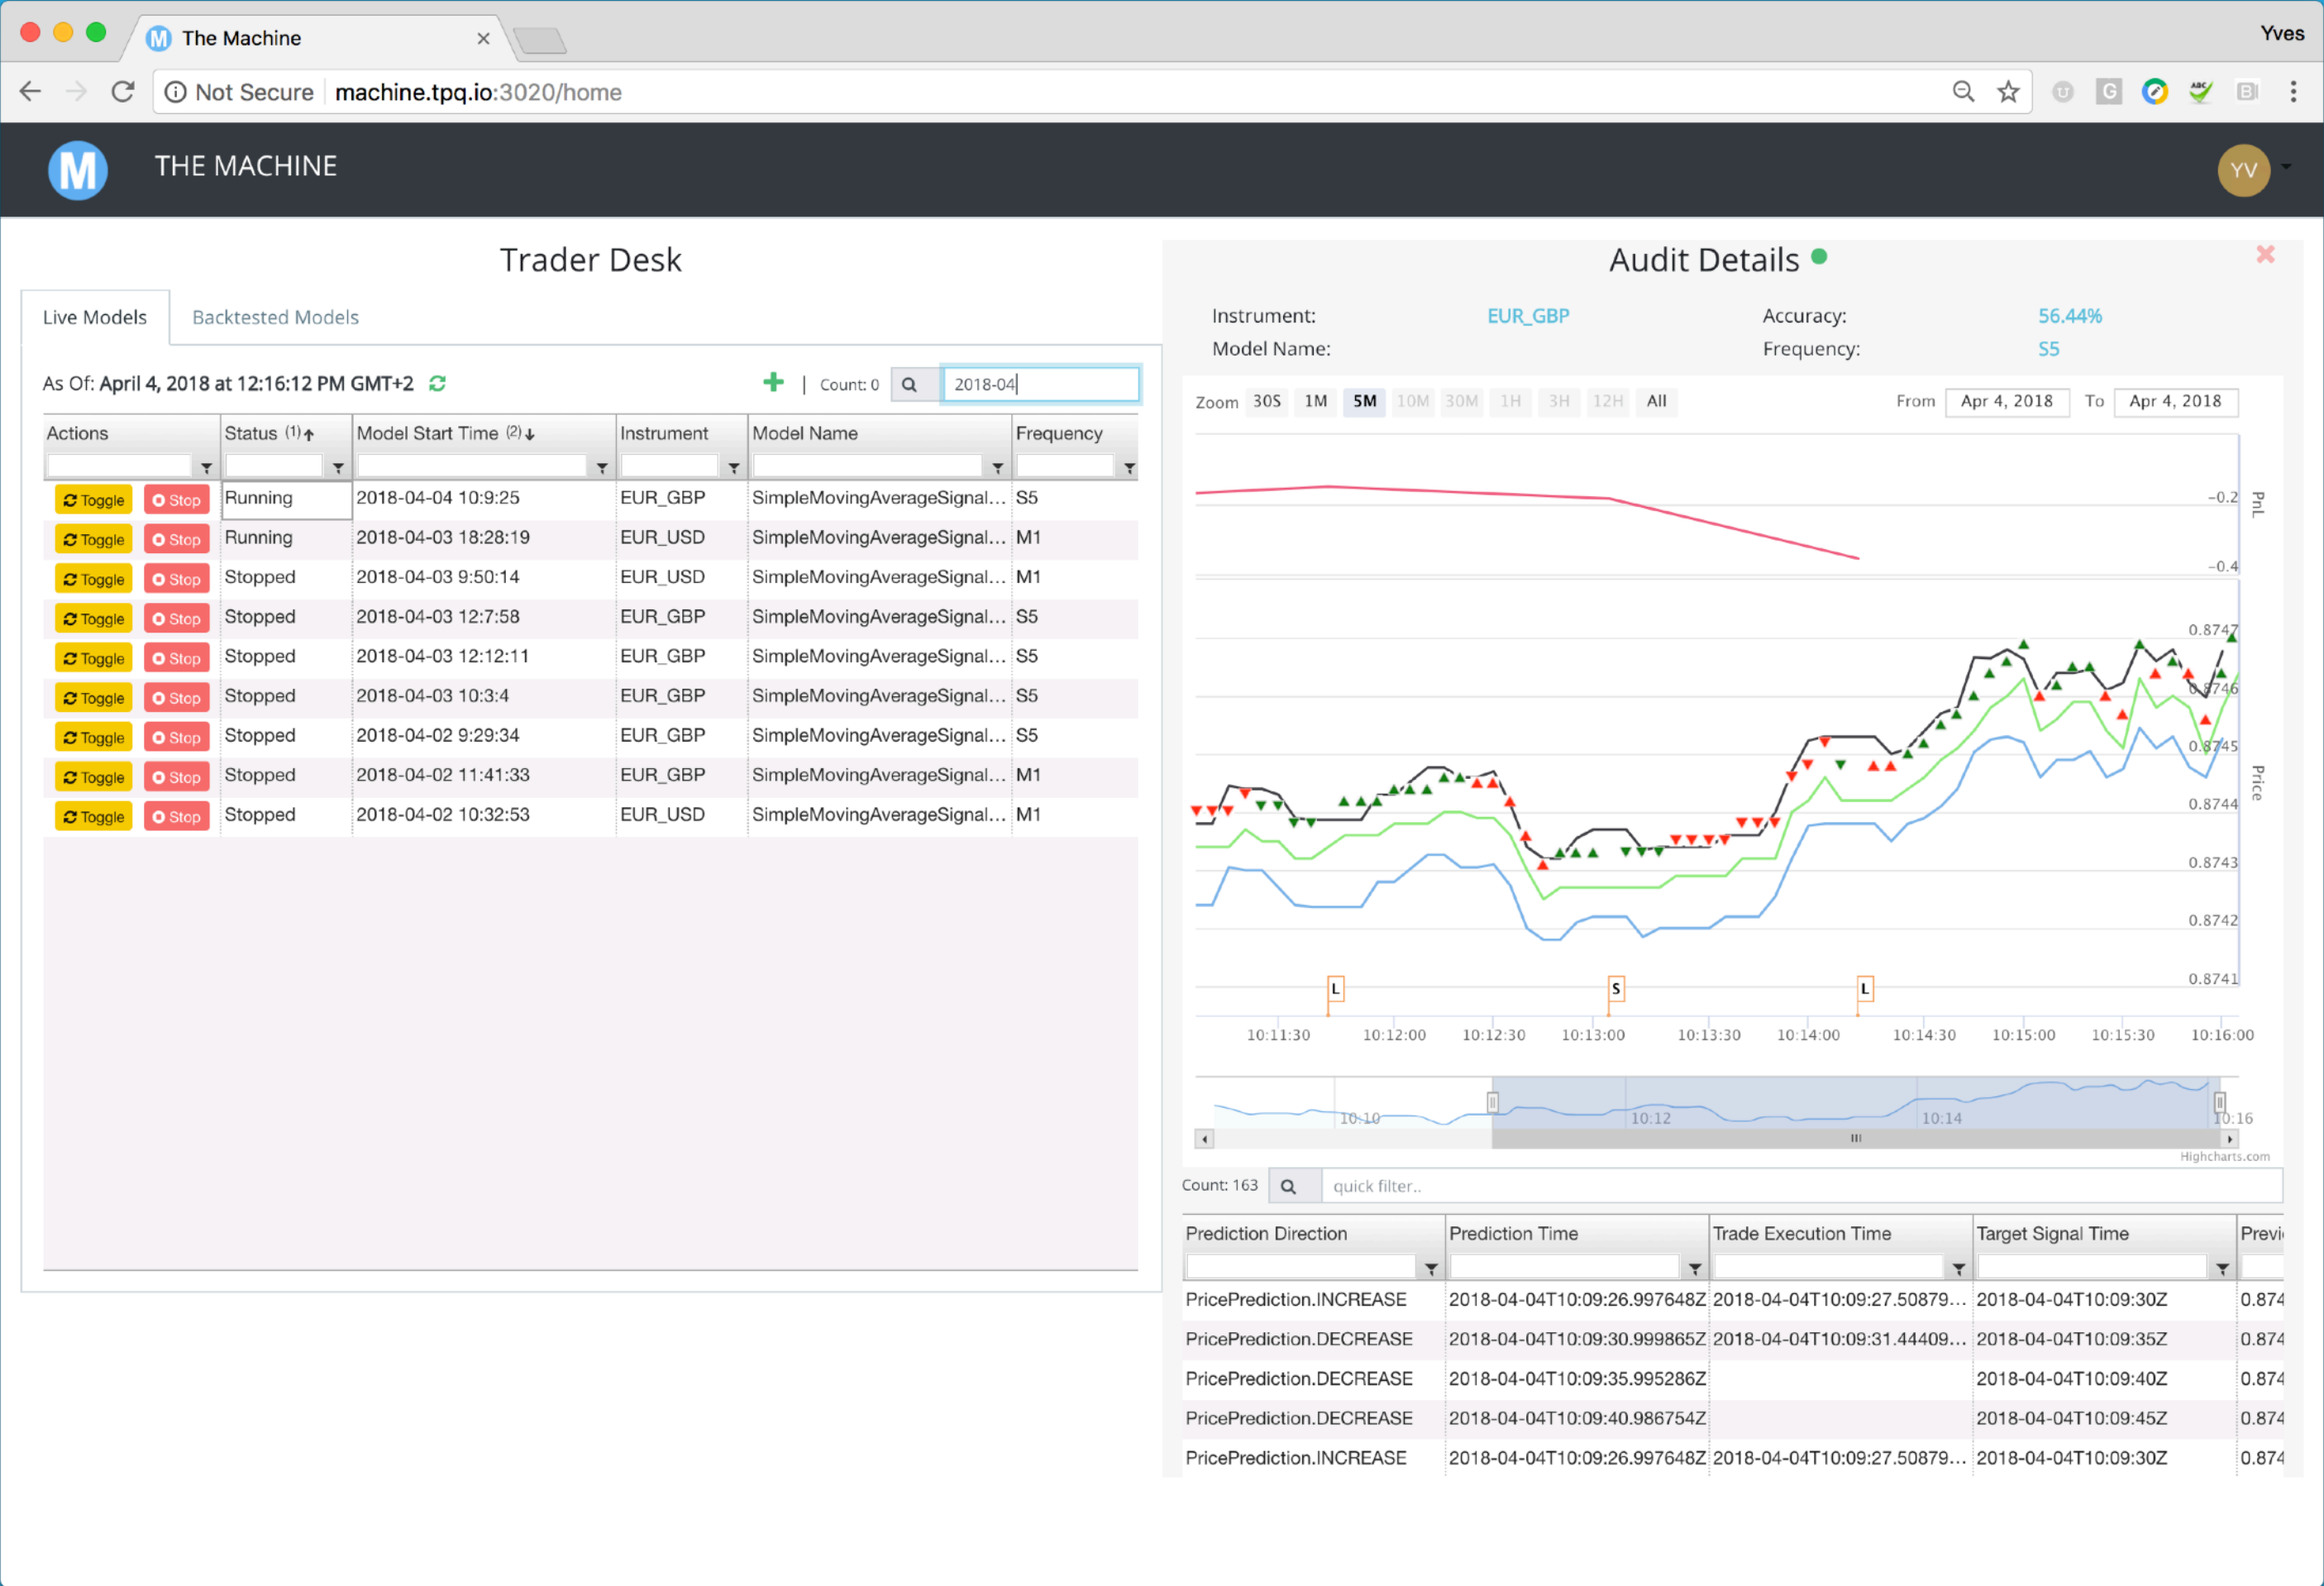 The Machine
Yves
Not Secure machine.tpq.io:3020/home
M THE MACHINE YV
Trader Desk
Live Models Backtested Models
As Of: April 4, 2018 at 12:16:12 PM GMT+2 | Count: 0 2018-04
Actions Status (1) Model Start Time (2) Instrument Model Name Frequency
Toggle Stop Running 2018-04-04 10:9:25 EUR_GBP SimpleMovingAverageSignal... S5
Toggle Stop Running 2018-04-03 18:28:19 EUR_USD SimpleMovingAverageSignal... M1
Toggle Stop Stopped 2018-04-03 9:50:14 EUR_USD SimpleMovingAverageSignal... M1
Toggle Stop Stopped 2018-04-03 12:7:58 EUR_GBP SimpleMovingAverageSignal... S5
Toggle Stop Stopped 2018-04-03 12:12:11 EUR_GBP SimpleMovingAverageSignal... S5
Toggle Stop Stopped 2018-04-03 10:3:4 EUR_GBP SimpleMovingAverageSignal... S5
Toggle Stop Stopped 2018-04-02 9:29:34 EUR_GBP SimpleMovingAverageSignal... S5
Toggle Stop Stopped 2018-04-02 11:41:33 EUR_GBP SimpleMovingAverageSignal... M1
Toggle Stop Stopped 2018-04-02 10:32:53 EUR_USD SimpleMovingAverageSignal... M1
Audit Details
Instrument: EUR_GBP Accuracy: 56.44%
Model Name: Frequency: S5
Zoom 30S 1M 5M 10M 30M 1H 3H 12H All From Apr 4, 2018 To Apr 4, 2018
-0.2
PnL
-0.4
0.8747
0.8746
0.8745
Price
0.8744
0.8743
0.8742
0.8741
L S L
10:11:30 10:12:00 10:12:30 10:13:00 10:13:30 10:14:00 10:14:30 10:15:00 10:15:30 10:16:00
10:10 10:12 10:14 10:16
Highcharts.com
Count: 163 quick filter..
Prediction Direction Prediction Time Trade Execution Time Target Signal Time Previ
PricePrediction.INCREASE 2018-04-04T10:09:26.997648Z 2018-04-04T10:09:27.50879... 2018-04-04T10:09:30Z 0.874
PricePrediction.DECREASE 2018-04-04T10:09:30.999865Z 2018-04-04T10:09:31.44409... 2018-04-04T10:09:35Z 0.874
PricePrediction.DECREASE 2018-04-04T10:09:35.995286Z 2018-04-04T10:09:40Z 0.874
PricePrediction.DECREASE 2018-04-04T10:09:40.986754Z 2018-04-04T10:09:45Z 0.874
PricePrediction.INCREASE 2018-04-04T10:09:26.997648Z 2018-04-04T10:09:27.50879... 2018-04-04T10:09:30Z 0.874